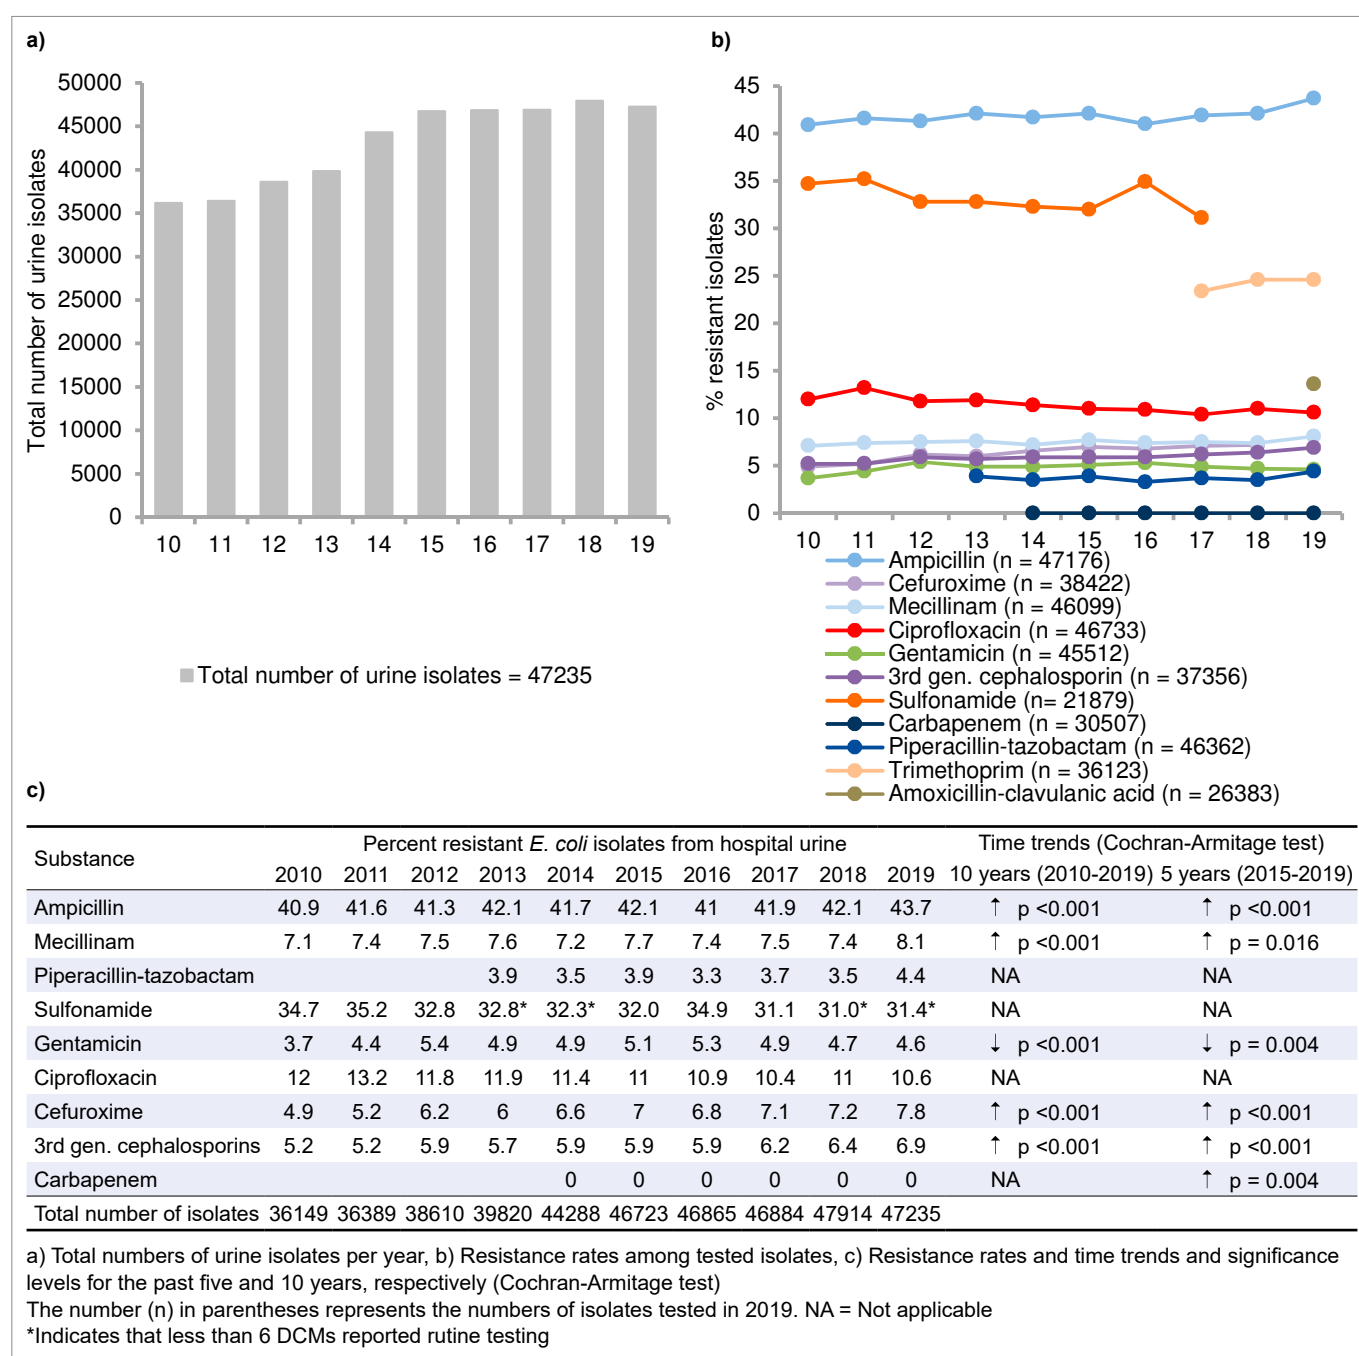 a)
50000
45000
40000
35000
30000
25000
20000
15000
10000
5000
0
Total number of urine isolates
10 11 12 13 14 15 16 17 18 19
Total number of urine isolates = 47235
b)
45
40
35
30
25
20
15
10
5
0
% resistant isolates
10 11 12 13 14 15 16 17 18 19
Ampicillin (n = 47176)
Cefuroxime (n = 38422)
Mecillinam (n = 46099)
Ciprofloxacin (n = 46733)
Gentamicin (n = 45512)
3rd gen. cephalosporin (n = 37356)
Sulfonamide (n= 21879)
Carbapenem (n = 30507)
Piperacillin-tazobactam (n = 46362)
Trimethoprim (n = 36123)
Amoxicillin-clavulanic acid (n = 26383)
c)
Substance Percent resistant E. coli isolates from hospital urine Time trends (Cochran-Armitage test)
2010 2011 2012 2013 2014 2015 2016 2017 2018 2019 10 years (2010-2019) 5 years (2015-2019)
Ampicillin 40.9 41.6 41.3 42.1 41.7 42.1 41 41.9 42.1 43.7 ↑ p <0.001 ↑ p <0.001
Mecillinam 7.1 7.4 7.5 7.6 7.2 7.7 7.4 7.5 7.4 8.1 ↑ p <0.001 ↑ p = 0.016
Piperacillin-tazobactam 3.9 3.5 3.9 3.3 3.7 3.5 4.4 NA NA
Sulfonamide 34.7 35.2 32.8 32.8* 32.3* 32.0 34.9 31.1 31.0* 31.4* NA NA
Gentamicin 3.7 4.4 5.4 4.9 4.9 5.1 5.3 4.9 4.7 4.6 ↓ p <0.001 ↓ p = 0.004
Ciprofloxacin 12 13.2 11.8 11.9 11.4 11 10.9 10.4 11 10.6 NA NA
Cefuroxime 4.9 5.2 6.2 6 6.6 7 6.8 7.1 7.2 7.8 ↑ p <0.001 ↑ p <0.001
3rd gen. cephalosporins 5.2 5.2 5.9 5.7 5.9 5.9 5.9 6.2 6.4 6.9 ↑ p <0.001 ↑ p <0.001
Carbapenem 0 0 0 0 0 0 NA ↑ p = 0.004
Total number of isolates 36149 36389 38610 39820 44288 46723 46865 46884 47914 47235
a) Total numbers of urine isolates per year, b) Resistance rates among tested isolates, c) Resistance rates and time trends and significance
levels for the past five and 10 years, respectively (Cochran-Armitage test)
The number (n) in parentheses represents the numbers of isolates tested in 2019. NA = Not applicable
*Indicates that less than 6 DCMs reported rutine testing